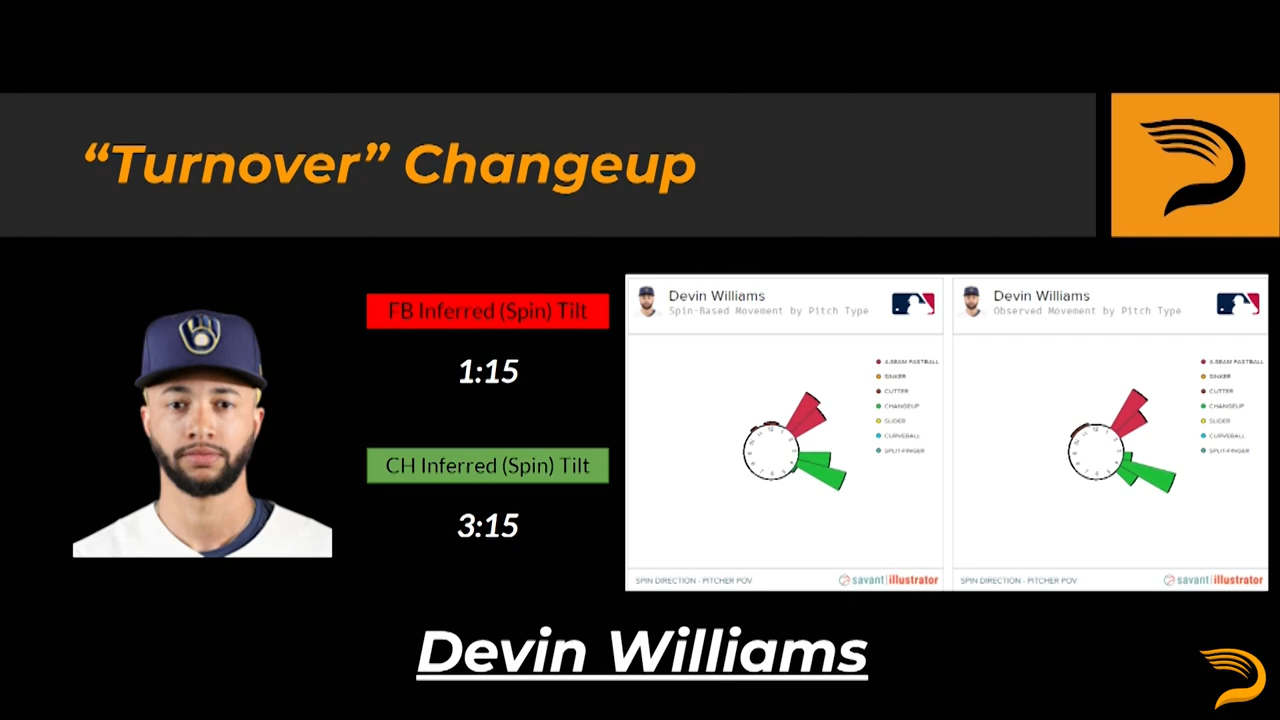 “Turnover” Changeup
FB Inferred (Spin) Tilt
1:15
CH Inferred (Spin) Tilt
3:15
Devin Williams
Spin-Based Movement by Pitch Type
4-SEAM FASTBALL
SINKER
CUTTER
CHANGEUP
SLIDER
CURVEBALL
SPLIT-FINGER
SPIN DIRECTION - PITCHER POV
savant|illustrator
Devin Williams
Observed Movement by Pitch Type
4-SEAM FASTBALL
SINKER
CUTTER
CHANGEUP
SLIDER
CURVEBALL
SPLIT-FINGER
SPIN DIRECTION - PITCHER POV
savant|illustrator
Devin Williams